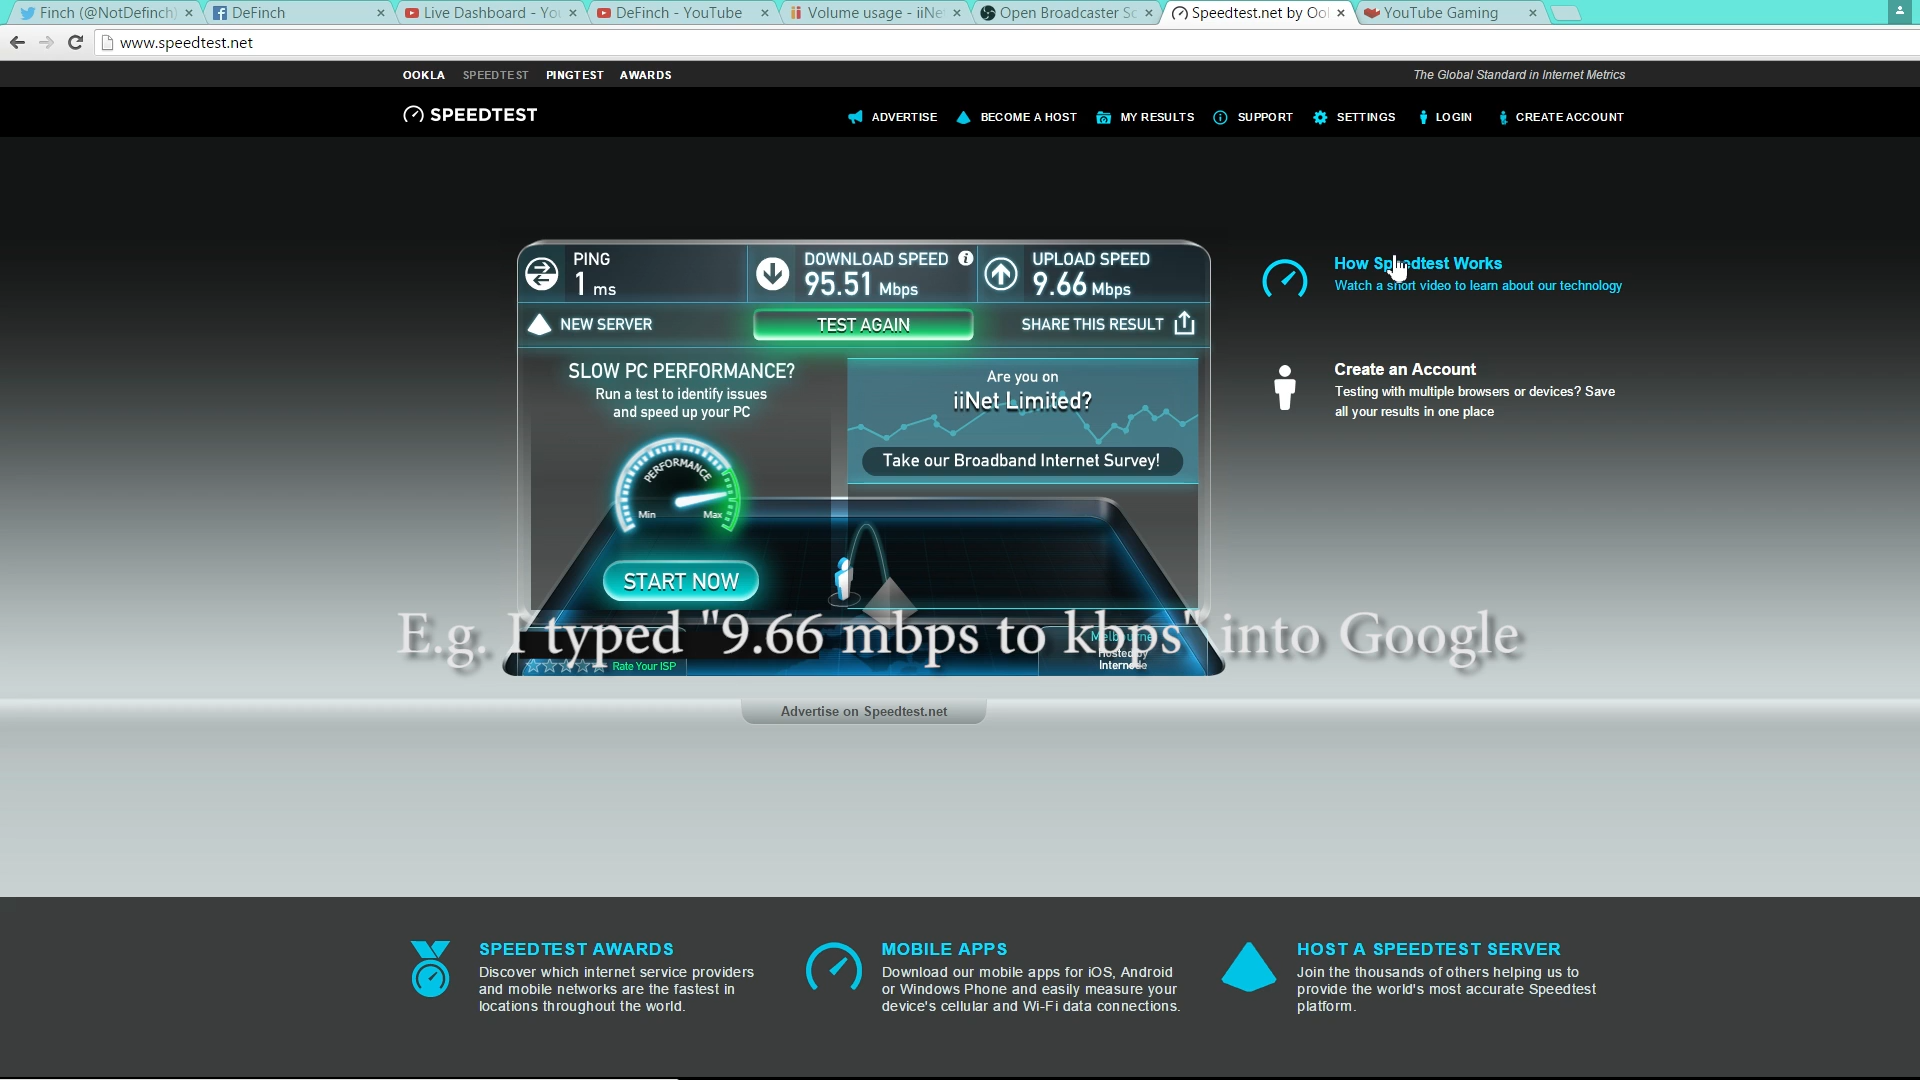 Finch (@NotDefinch)
DeFinch
Live Dashboard - You
DeFinch - YouTube
Volume usage - iiNe
Open Broadcaster So
Speedtest.net by Ool
YouTube Gaming
www.speedtest.net
OOKLA SPEEDTEST PINGTEST AWARDS
The Global Standard in Internet Metrics
SPEEDTEST
ADVERTISE BECOME A HOST MY RESULTS SUPPORT SETTINGS LOGIN CREATE ACCOUNT
PING
1 ms
DOWNLOAD SPEED
95.51 Mbps
UPLOAD SPEED
9.66 Mbps
NEW SERVER
TEST AGAIN
SHARE THIS RESULT
SLOW PC PERFORMANCE?
Run a test to identify issues
and speed up your PC
PERFORMANCE
Min Max
START NOW
Are you on
iiNet Limited?
Take our Broadband Internet Survey!
How Speedtest Works
Watch a short video to learn about our technology
Create an Account
Testing with multiple browsers or devices? Save
all your results in one place
E.g. I typed "9.66 mbps to kbps" into Google
Rate Your ISP
Melbourne
Hosted by
Internode
Advertise on Speedtest.net
SPEEDTEST AWARDS
Discover which internet service providers
and mobile networks are the fastest in
locations throughout the world.
MOBILE APPS
Download our mobile apps for iOS, Android
or Windows Phone and easily measure your
device's cellular and Wi-Fi data connections.
HOST A SPEEDTEST SERVER
Join the thousands of others helping us to
provide the world's most accurate Speedtest
platform.